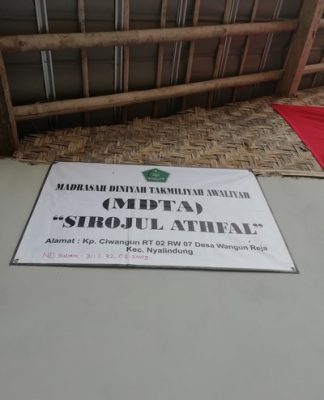 MADRASAH DINIYAH TAKMILIYAH AWALIYAH
(MDTA)
"SIROJUL ATHFAL"
Alamat : Kp. Ciwangun RT 02 RW 07 Desa Wangun Reja
Kec. Nyalindung